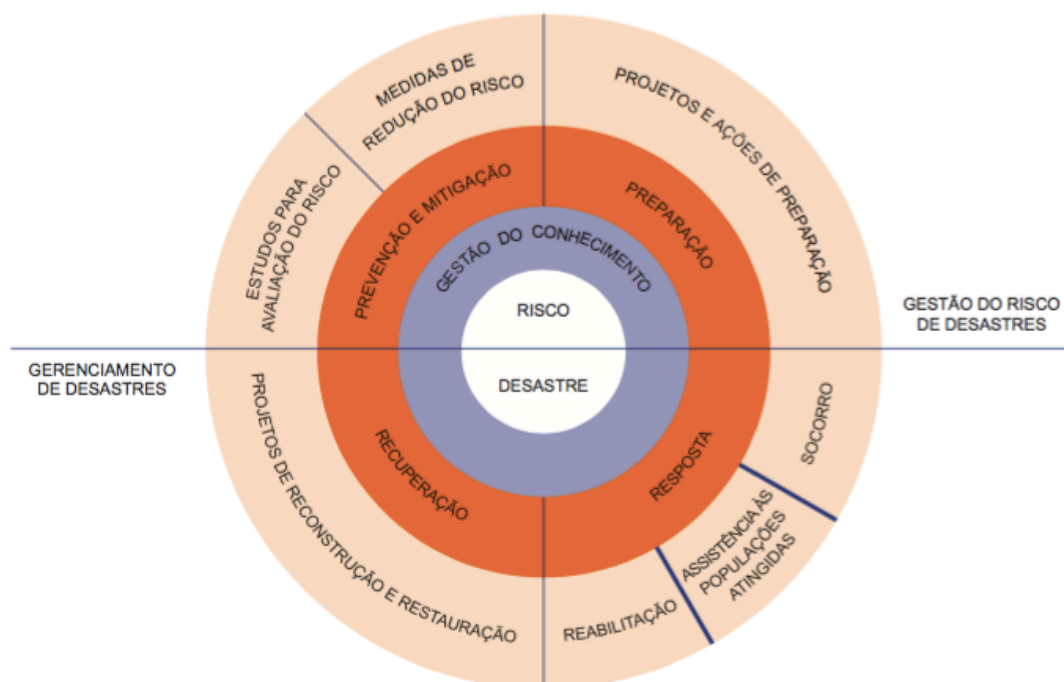 MEDIDAS DE
REDUÇÃO DO RISCO
PROJETOS E AÇÕES DE PREPARAÇÃO
ESTUDOS PARA
AVALIAÇÃO DO RISCO
PREVENÇÃO E MITIGAÇÃO
PREPARAÇÃO
GESTÃO DO CONHECIMENTO
RISCO
GESTÃO DO RISCO
DE DESASTRES
GERENCIAMENTO
DE DESASTRES
DESASTRE
PROJETOS DE RECONSTRUÇÃO E RESTAURAÇÃO
RECUPERAÇÃO
RESPOSTA
SOCORRO
ASSISTÊNCIA ÀS
POPULAÇÕES
ATINGIDAS
REABILITAÇÃO